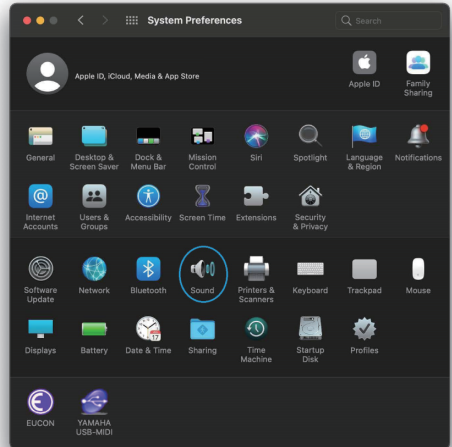 System Preferences
Search
Apple ID, iCloud, Media & App Store
Apple ID
Family
Sharing
General
Desktop &
Screen Saver
Dock &
Menu Bar
Mission
Control
Siri
Spotlight
Language
& Region
Notifications
Internet
Accounts
Users &
Groups
Accessibility
Screen Time
Extensions
Security
& Privacy
Software
Update
Network
Bluetooth
Sound
Printers &
Scanners
Keyboard
Trackpad
Mouse
Displays
Battery
Date & Time
Sharing
Time
Machine
Startup
Disk
Profiles
EUCON
YAMAHA
USB-MIDI